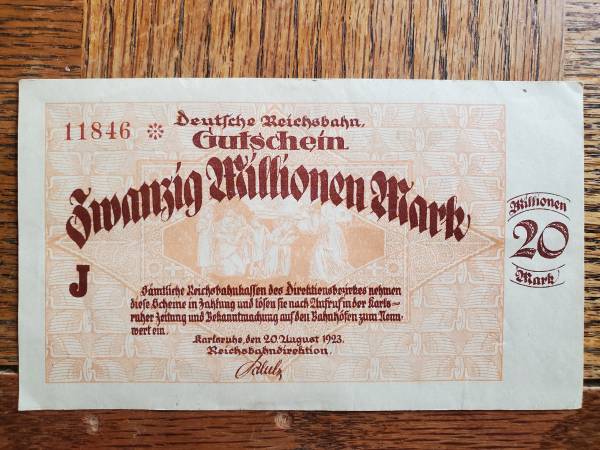 11846 *
Deutsche Reichsbahn.
Gutschein.
Zwanzig Millionen Mark
J
Millionen
20
Mark
Sämtliche Reichsbahnkassen des Direktionsbezirkes nehmen
diese Scheine in Zahlung und lösen sie nach Aufruf in der Karls-
ruher Zeitung und Bekanntmachung auf den Bahnhöfen zum Nenn-
wert ein.
Karlsruhe, den 20. August 1923.
Reichsbahndirektion.
Schulz